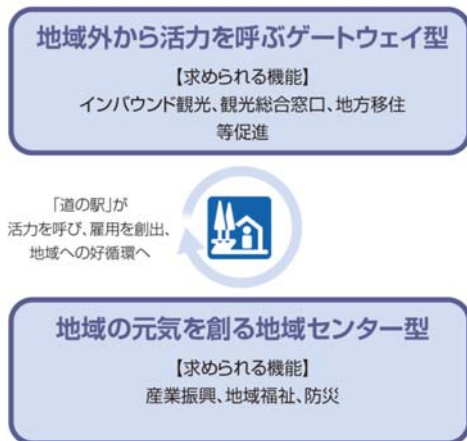 地域外から活力を呼ぶゲートウェイ型
【求められる機能】
インバウンド観光、観光総合窓口、地方移住
等促進
「道の駅」が
活力を呼び、雇用を創出、
地域への好循環へ
地域の元気を創る地域センター型
【求められる機能】
産業振興、地域福祉、防災